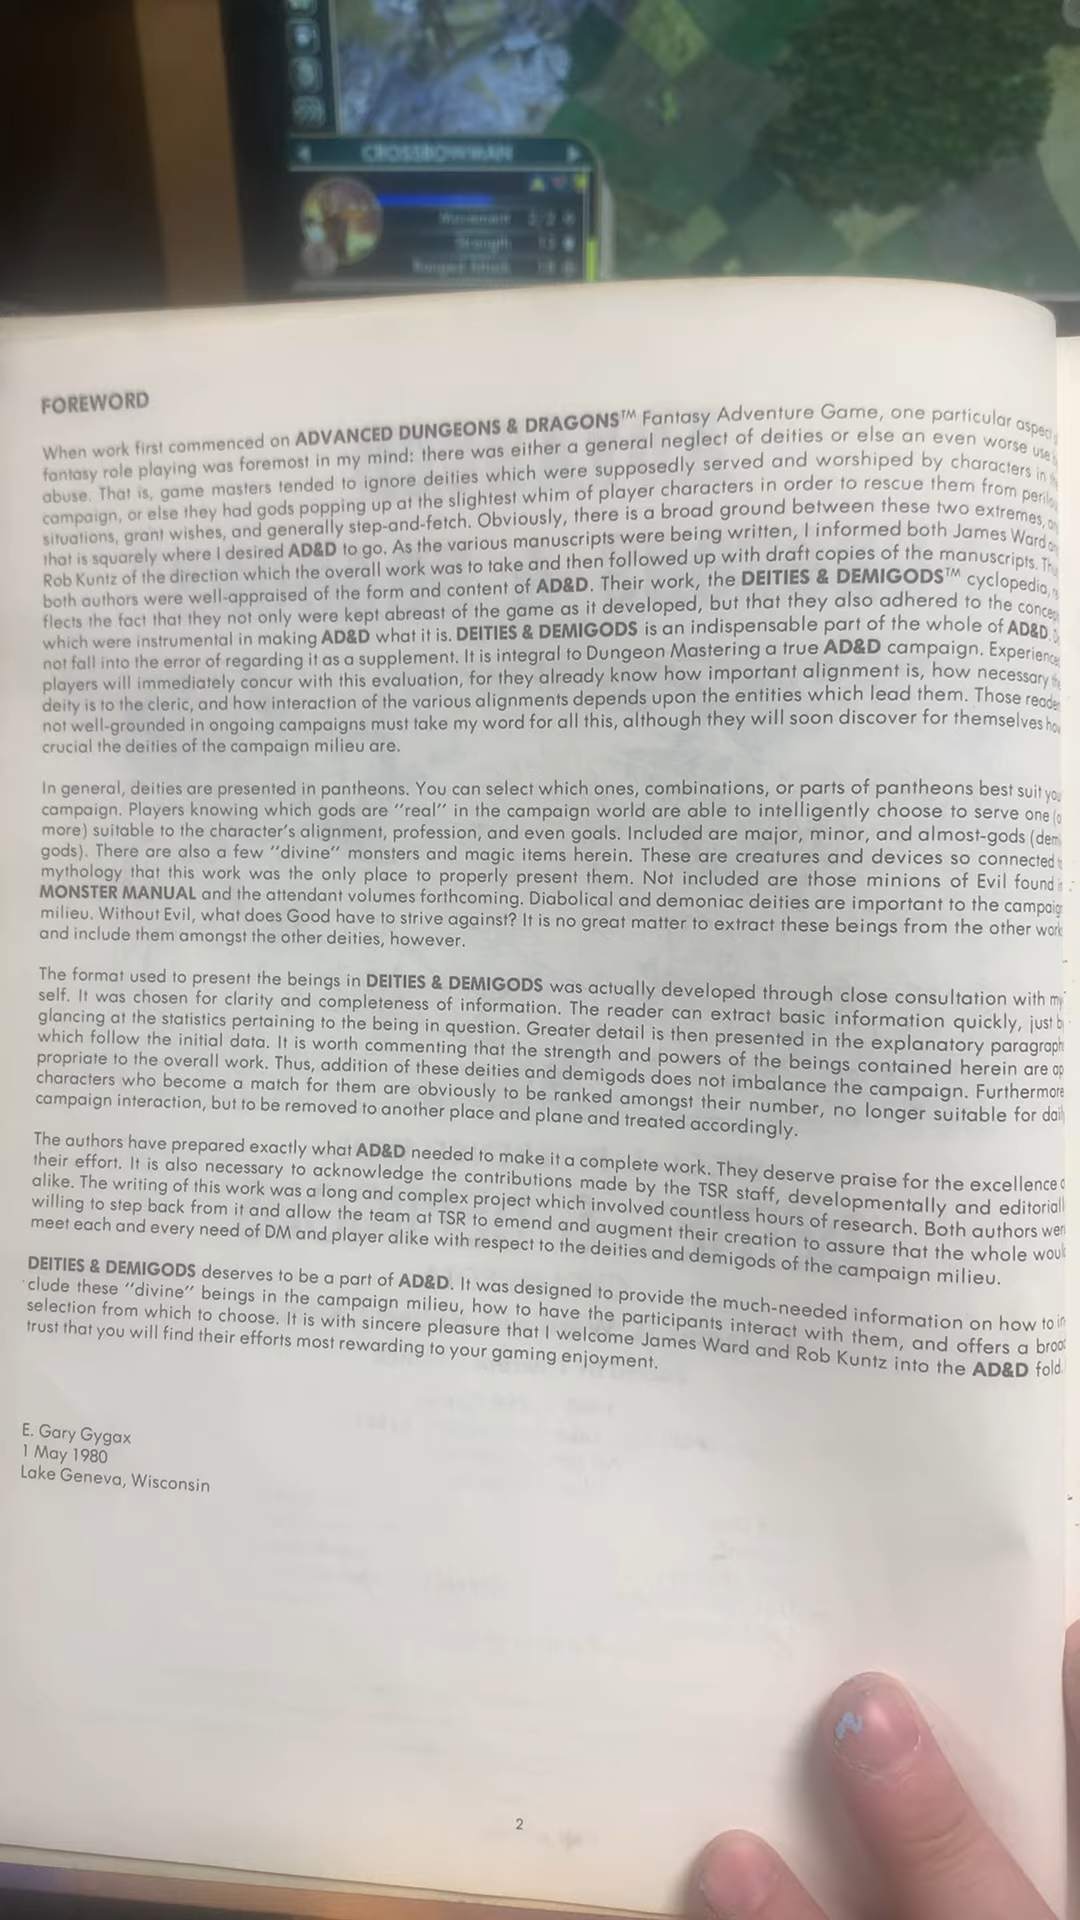 CROSSBOWMAN
Movement 2/2
Strength 13
Ranged Attack 18
FOREWORD
When work first commenced on ADVANCED DUNGEONS & DRAGONS™ Fantasy Adventure Game, one particular aspect
fantasy role playing was foremost in my mind: there was either a general neglect of deities or else an even worse use
abuse. That is, game masters tended to ignore deities which were supposedly served and worshiped by characters in
campaign, or else they had gods popping up at the slightest whim of player characters in order to rescue them from
situations, grant wishes, and generally step-and-fetch. Obviously, there is a broad ground between these two extremes,
that is squarely where I desired AD&D to go. As the various manuscripts were being written, I informed both James Ward
Rob Kuntz of the direction which the overall work was to take and then followed up with draft copies of the manuscripts.
both authors were well-appraised of the form and content of AD&D. Their work, the DEITIES & DEMIGODS™ cyclopedia,
flects the fact that they not only were kept abreast of the game as it developed, but that they also adhered to the
which were instrumental in making AD&D what it is. DEITIES & DEMIGODS is an indispensable part of the whole of AD&D.
not fall into the error of regarding it as a supplement. It is integral to Dungeon Mastering a true AD&D campaign. Experience
players will immediately concur with this evaluation, for they already know how important alignment is, how necessary
deity is to the cleric, and how interaction of the various alignments depends upon the entities which lead them. Those reade
not well-grounded in ongoing campaigns must take my word for all this, although they will soon discover for themselves how
crucial the deities of the campaign milieu are.
In general, deities are presented in pantheons. You can select which ones, combinations, or parts of pantheons best suit you
campaign. Players knowing which gods are "real" in the campaign world are able to intelligently choose to serve one (o
more) suitable to the character's alignment, profession, and even goals. Included are major, minor, and almost-gods (dem
gods). There are also a few "divine" monsters and magic items herein. These are creatures and devices so connected
mythology that this work was the only place to properly present them. Not included are those minions of Evil found
MONSTER MANUAL and the attendant volumes forthcoming. Diabolical and demoniac deities are important to the campaig
milieu. Without Evil, what does Good have to strive against? It is no great matter to extract these beings from the other work
and include them amongst the other deities, however.
The format used to present the beings in DEITIES & DEMIGODS was actually developed through close consultation with my
self. It was chosen for clarity and completeness of information. The reader can extract basic information quickly, just b
glancing at the statistics pertaining to the being in question. Greater detail is then presented in the explanatory paragraph
which follow the initial data. It is worth commenting that the strength and powers of the beings contained herein are ap
propriate to the overall work. Thus, addition of these deities and demigods does not imbalance the campaign. Furthermore
characters who become a match for them are obviously to be ranked amongst their number, no longer suitable for dail
campaign interaction, but to be removed to another place and plane and treated accordingly.
The authors have prepared exactly what AD&D needed to make it a complete work. They deserve praise for the excellence o
their effort. It is also necessary to acknowledge the contributions made by the TSR staff, developmentally and editoriall
alike. The writing of this work was a long and complex project which involved countless hours of research. Both authors wer
willing to step back from it and allow the team at TSR to emend and augment their creation to assure that the whole woul
meet each and every need of DM and player alike with respect to the deities and demigods of the campaign milieu.
DEITIES & DEMIGODS deserves to be a part of AD&D. It was designed to provide the much-needed information on how to in
clude these "divine" beings in the campaign milieu, how to have the participants interact with them, and offers a broad
selection from which to choose. It is with sincere pleasure that I welcome James Ward and Rob Kuntz into the AD&D fold.
trust that you will find their efforts most rewarding to your gaming enjoyment.
E. Gary Gygax
1 May 1980
Lake Geneva, Wisconsin
2